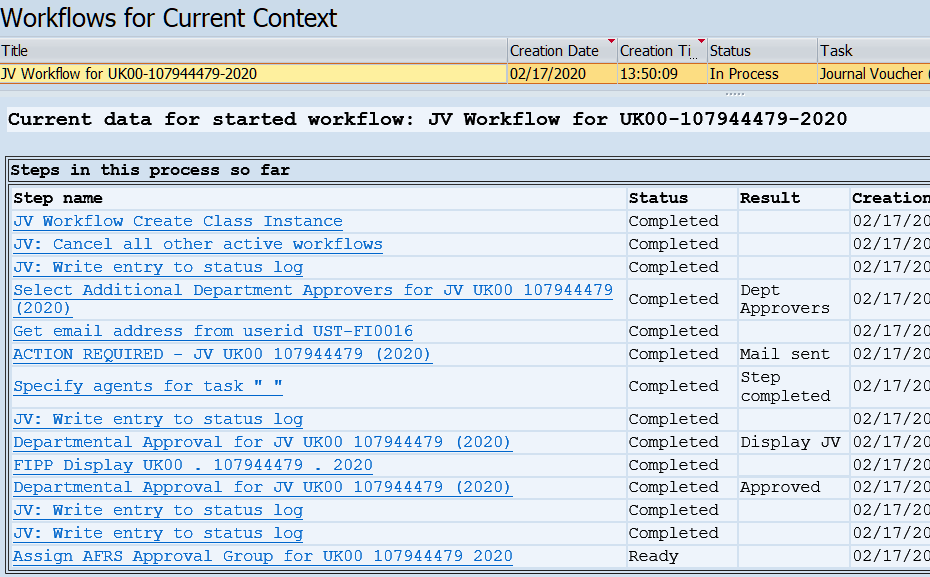 Workflows for Current Context
Title Creation Date Creation Ti... Status Task
JV Workflow for UK00-107944479-2020 02/17/2020 13:50:09 In Process Journal Voucher (
Current data for started workflow: JV Workflow for UK00-107944479-2020
Steps in this process so far
Step name Status Result Creation
JV Workflow Create Class Instance Completed 02/17/20
JV: Cancel all other active workflows Completed 02/17/20
JV: Write entry to status log Completed 02/17/20
Select Additional Department Approvers for JV UK00 107944479
(2020) Completed Dept
Approvers 02/17/20
Get email address from userid UST-FI0016 Completed 02/17/20
ACTION REQUIRED - JV UK00 107944479 (2020) Completed Mail sent 02/17/20
Specify agents for task " " Completed Step
completed 02/17/20
JV: Write entry to status log Completed 02/17/20
Departmental Approval for JV UK00 107944479 (2020) Completed Display JV 02/17/20
FIPP Display UK00 . 107944479 . 2020 Completed 02/17/20
Departmental Approval for JV UK00 107944479 (2020) Completed Approved 02/17/20
JV: Write entry to status log Completed 02/17/20
JV: Write entry to status log Completed 02/17/20
Assign AFRS Approval Group for UK00 107944479 2020 Ready 02/17/20